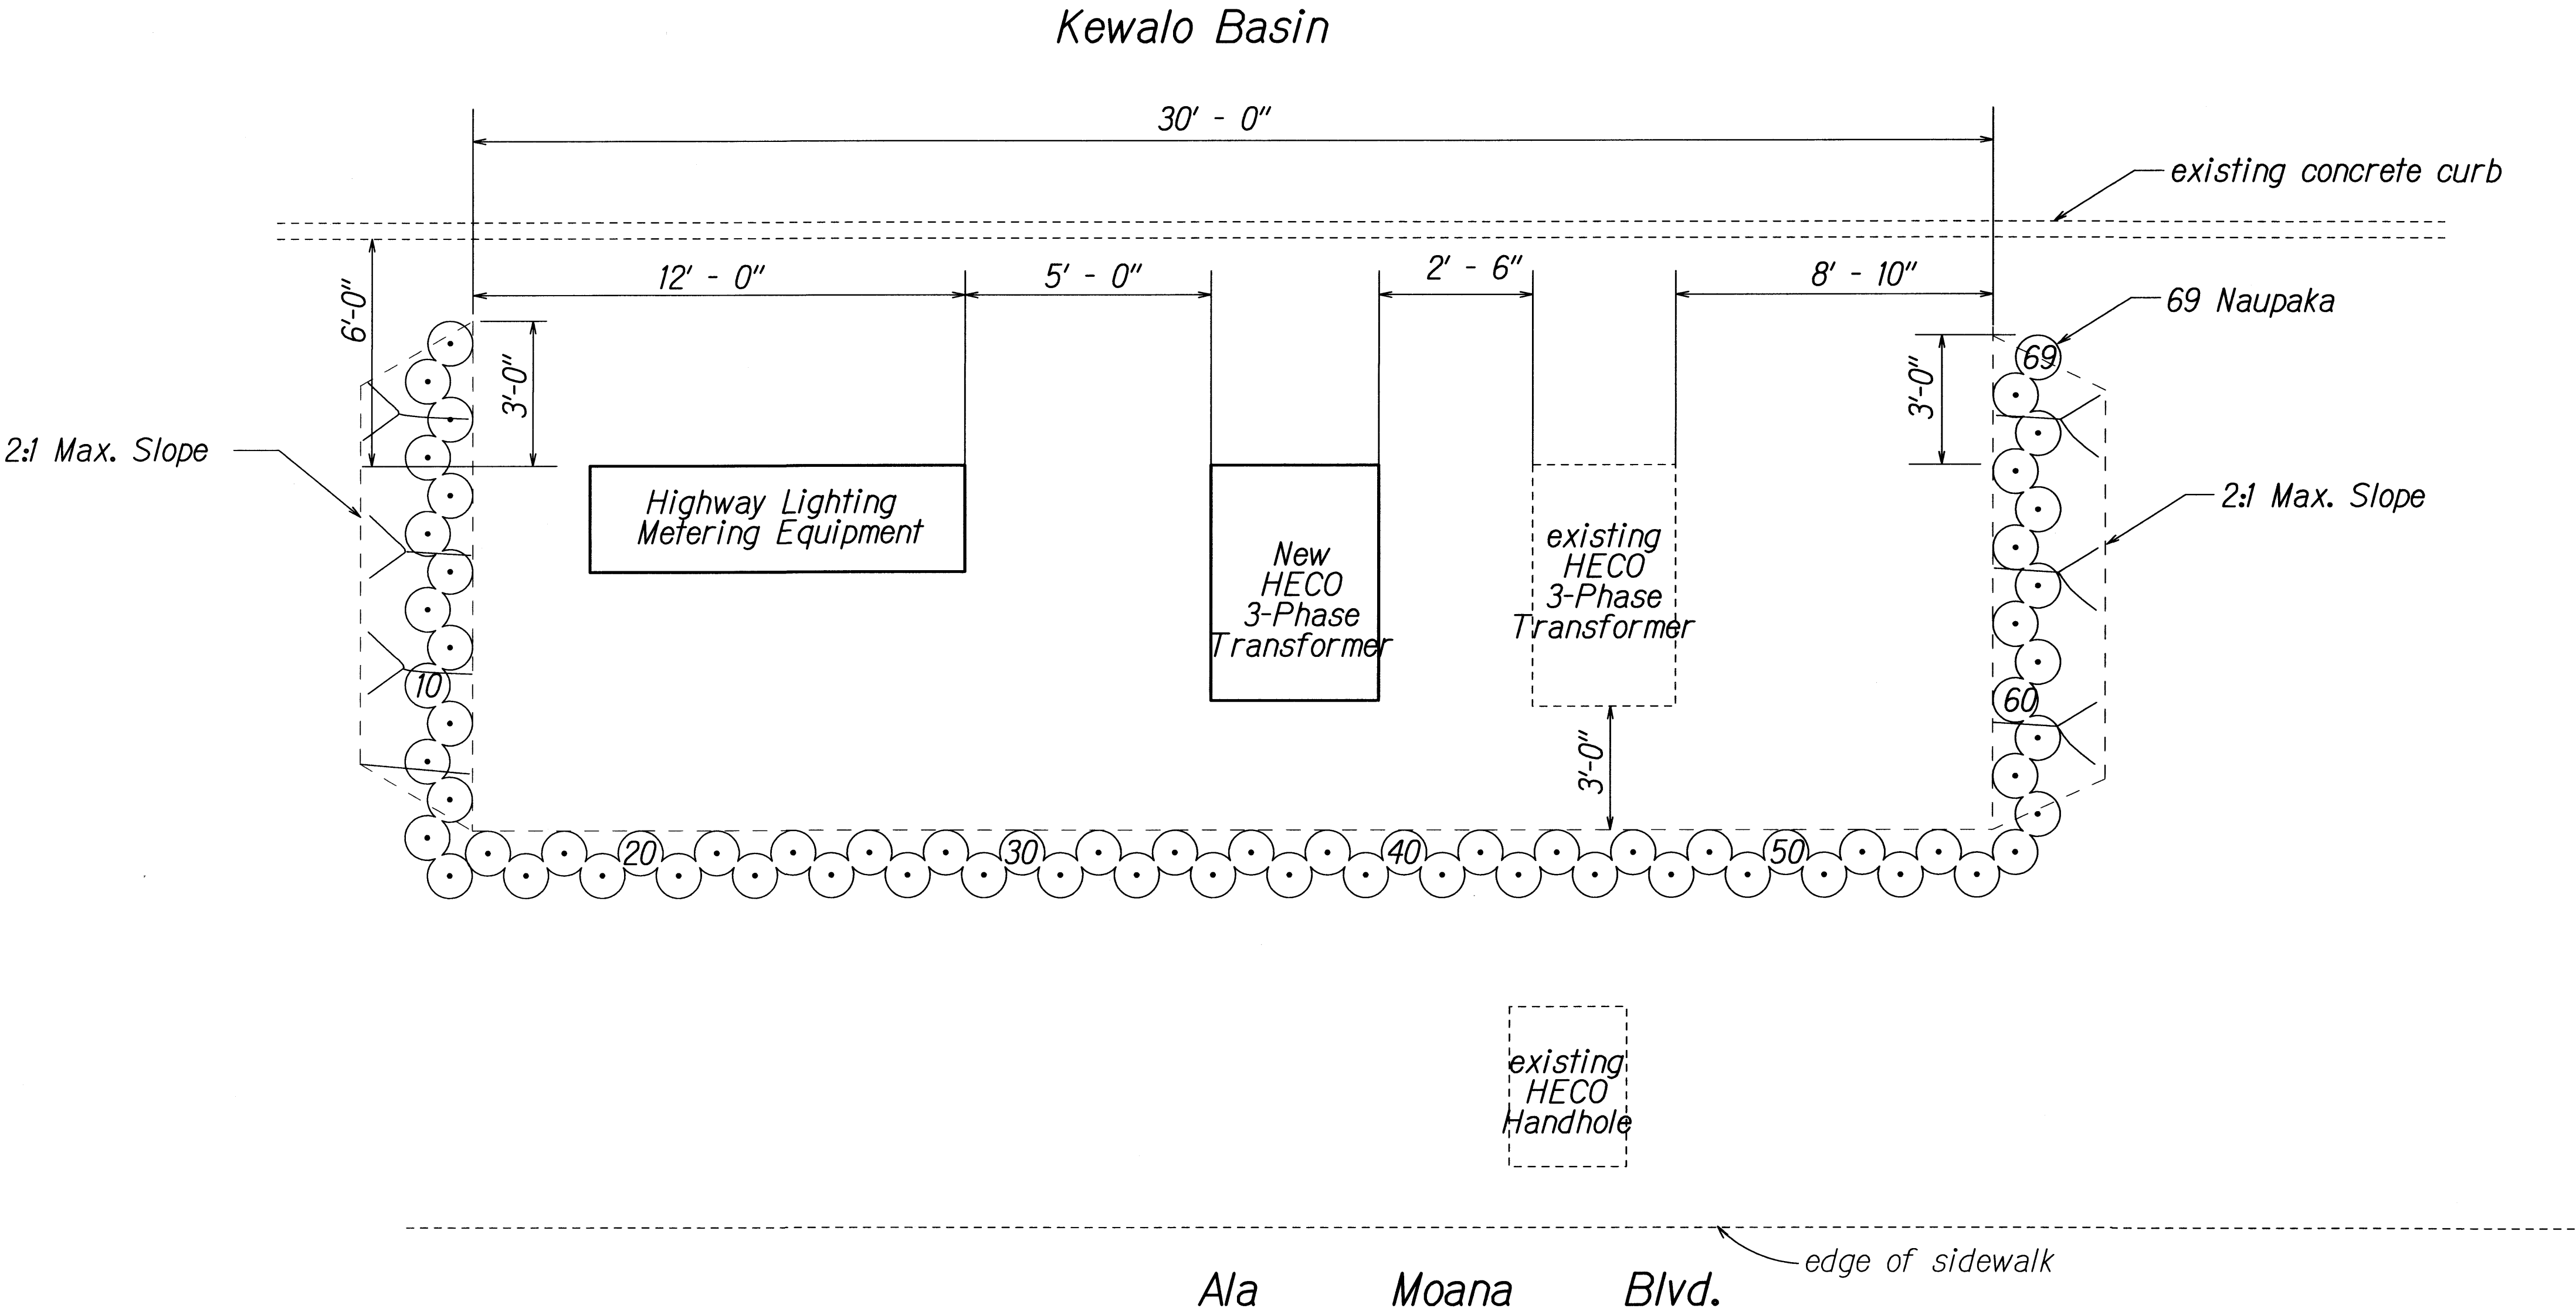 Kewalo Basin
30' - 0"
existing concrete curb
12' - 0"
5' - 0"
2' - 6"
8' - 10"
6'-0"
69 Naupaka
3'-0"
3'-0"
69
2:1 Max. Slope
Highway Lighting
Metering Equipment
2:1 Max. Slope
New
HECO
3-Phase
Transformer
existing
HECO
3-Phase
Transformer
10
60
3'-0"
20
30
40
50
existing
HECO
Handhole
edge of sidewalk
Ala Moana Blvd.